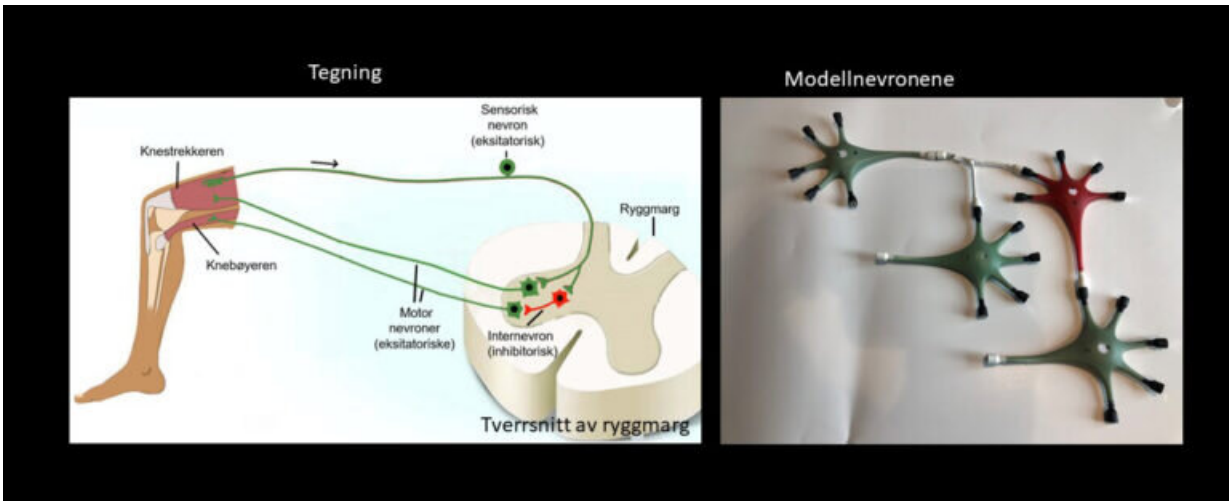 Tegning
Modellnevronene
Sensorisk
nevron
(eksitatorisk)
Knestrekkeren
Ryggmarg
Knebøyeren
Motor
nevroner
(eksitatoriske)
Internevron
(inhibitorisk)
Tverrsnitt av ryggmarg